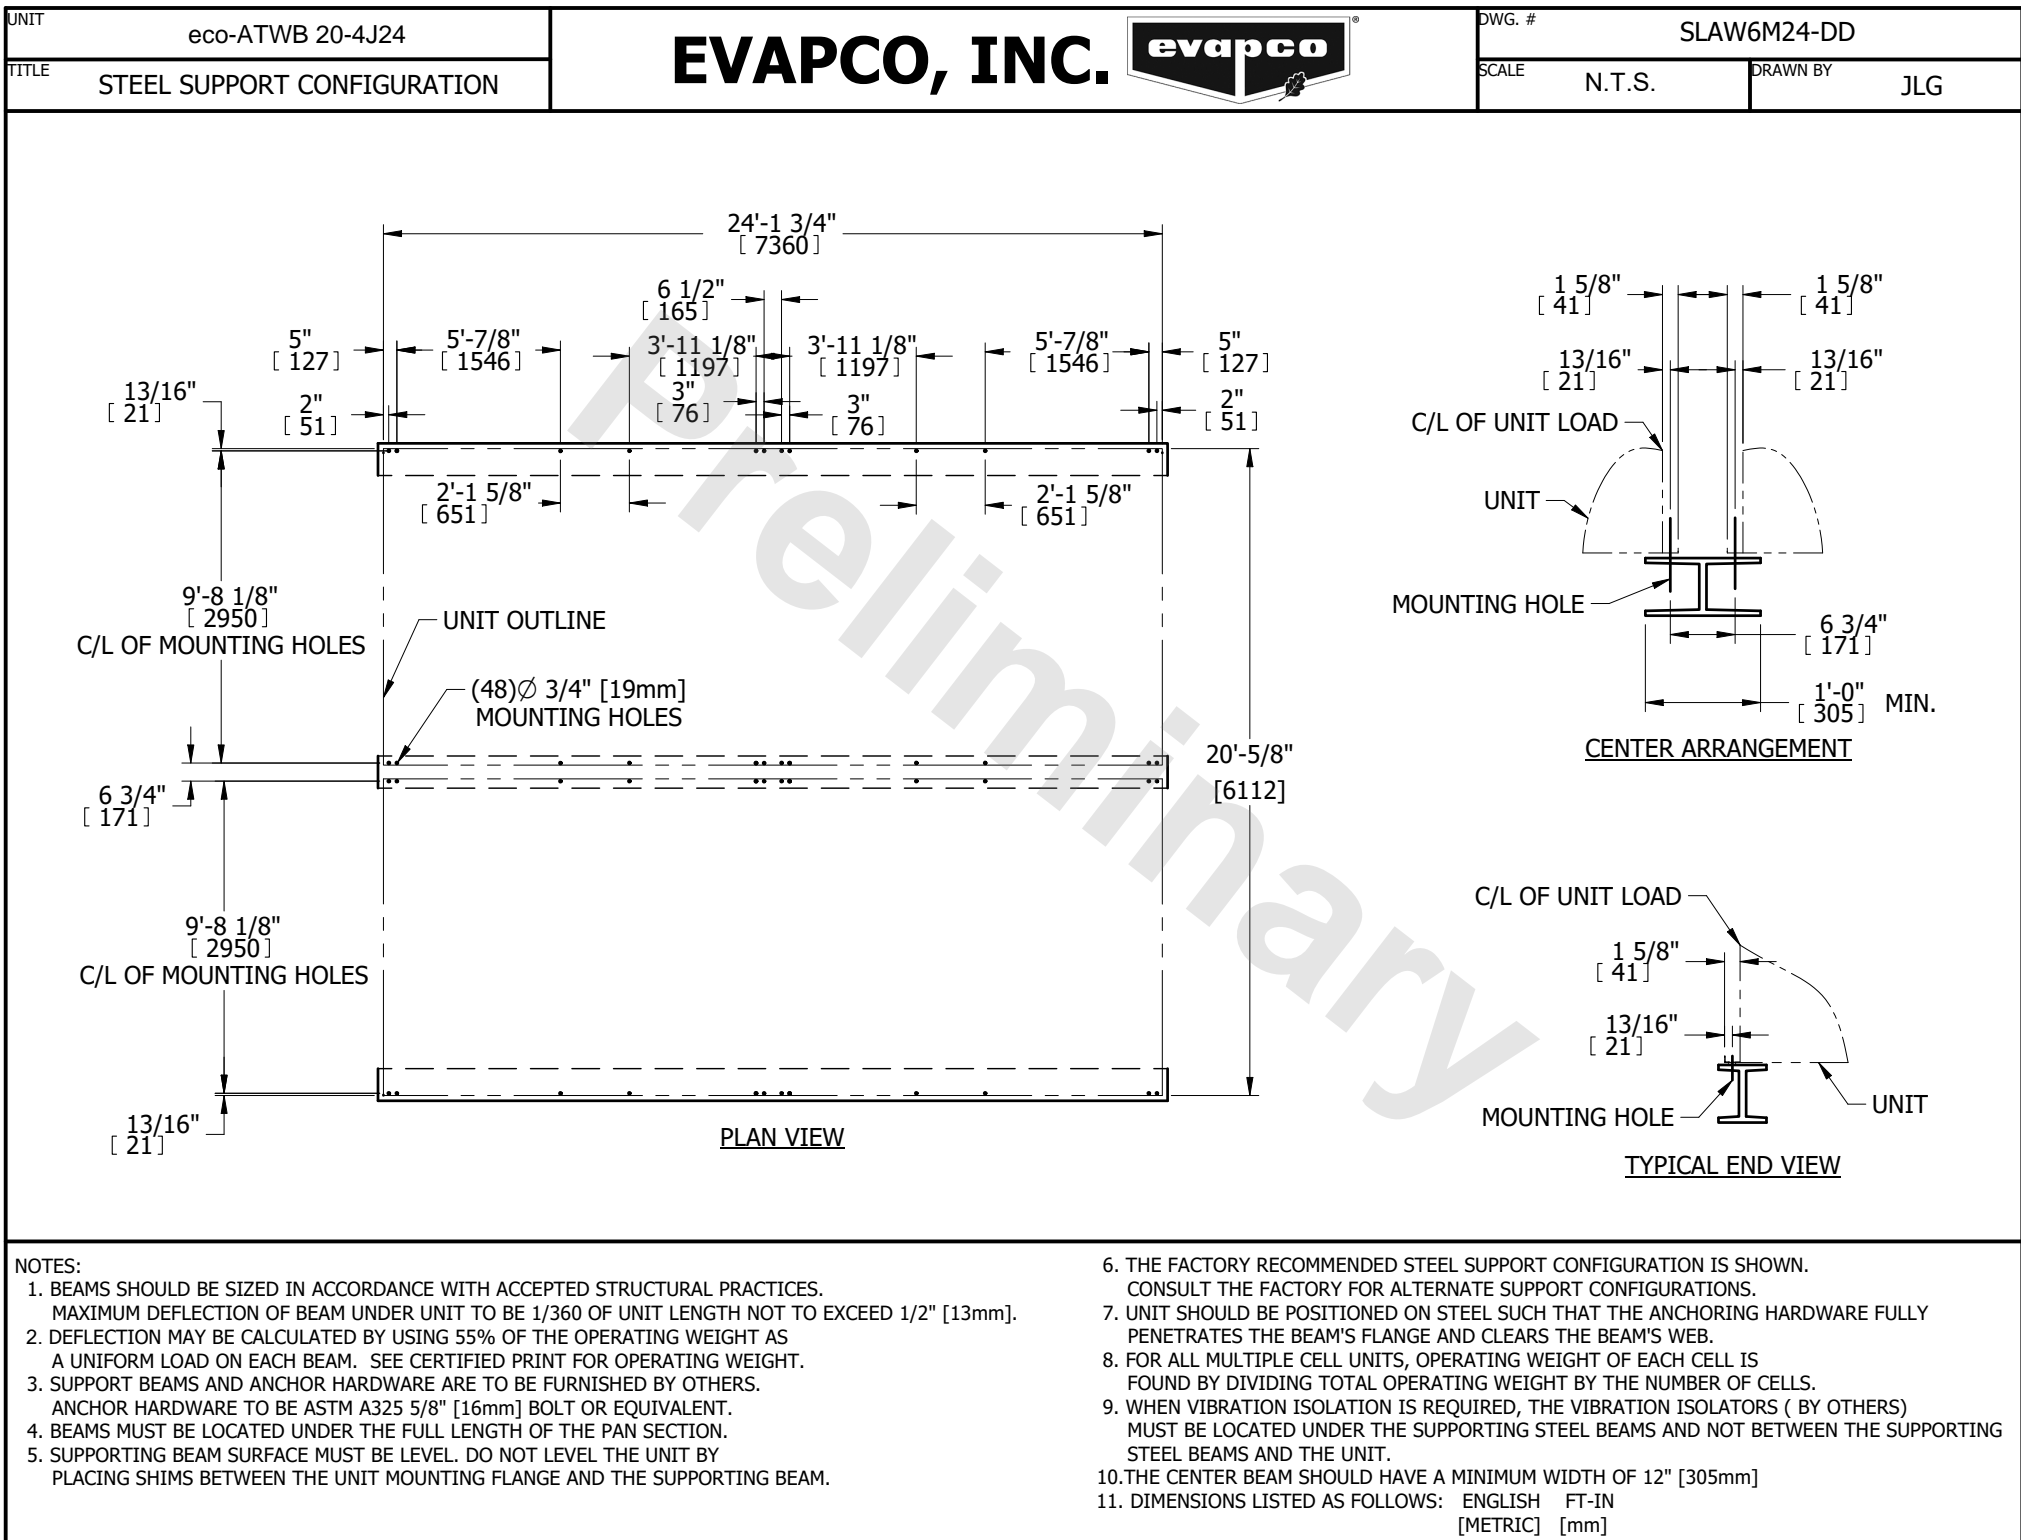 UNIT
eco-ATWB 20-4J24
TITLE
STEEL SUPPORT CONFIGURATION
EVAPCO, INC.
evapco
®
DWG. #
SLAW6M24-DD
SCALE
N.T.S.
DRAWN BY
JLG
24'-1 3/4"
[ 7360 ]
6 1/2"
[ 165 ]
5"
[ 127 ]
5'-7/8"
[ 1546 ]
3'-11 1/8"
[ 1197 ]
3'-11 1/8"
[ 1197 ]
5'-7/8"
[ 1546 ]
5"
[ 127 ]
13/16"
[ 21 ]
2"
[ 51 ]
3"
[ 76 ]
3"
[ 76 ]
2"
[ 51 ]
2'-1 5/8"
[ 651 ]
2'-1 5/8"
[ 651 ]
9'-8 1/8"
[ 2950 ]
C/L OF MOUNTING HOLES
UNIT OUTLINE
(48)∅ 3/4" [19mm]
MOUNTING HOLES
6 3/4"
[ 171 ]
20'-5/8"
[6112]
9'-8 1/8"
[ 2950 ]
C/L OF MOUNTING HOLES
13/16"
[ 21 ]
PLAN VIEW
Preliminary
1 5/8"
[ 41 ]
1 5/8"
[ 41 ]
13/16"
[ 21 ]
13/16"
[ 21 ]
C/L OF UNIT LOAD
UNIT
MOUNTING HOLE
6 3/4"
[ 171 ]
1'-0"
[ 305 ]
MIN.
CENTER ARRANGEMENT
C/L OF UNIT LOAD
1 5/8"
[ 41 ]
13/16"
[ 21 ]
MOUNTING HOLE
UNIT
TYPICAL END VIEW
NOTES:
1. BEAMS SHOULD BE SIZED IN ACCORDANCE WITH ACCEPTED STRUCTURAL PRACTICES.
MAXIMUM DEFLECTION OF BEAM UNDER UNIT TO BE 1/360 OF UNIT LENGTH NOT TO EXCEED 1/2" [13mm].
2. DEFLECTION MAY BE CALCULATED BY USING 55% OF THE OPERATING WEIGHT AS
A UNIFORM LOAD ON EACH BEAM. SEE CERTIFIED PRINT FOR OPERATING WEIGHT.
3. SUPPORT BEAMS AND ANCHOR HARDWARE ARE TO BE FURNISHED BY OTHERS.
ANCHOR HARDWARE TO BE ASTM A325 5/8" [16mm] BOLT OR EQUIVALENT.
4. BEAMS MUST BE LOCATED UNDER THE FULL LENGTH OF THE PAN SECTION.
5. SUPPORTING BEAM SURFACE MUST BE LEVEL. DO NOT LEVEL THE UNIT BY
PLACING SHIMS BETWEEN THE UNIT MOUNTING FLANGE AND THE SUPPORTING BEAM.
6. THE FACTORY RECOMMENDED STEEL SUPPORT CONFIGURATION IS SHOWN.
CONSULT THE FACTORY FOR ALTERNATE SUPPORT CONFIGURATIONS.
7. UNIT SHOULD BE POSITIONED ON STEEL SUCH THAT THE ANCHORING HARDWARE FULLY
PENETRATES THE BEAM'S FLANGE AND CLEARS THE BEAM'S WEB.
8. FOR ALL MULTIPLE CELL UNITS, OPERATING WEIGHT OF EACH CELL IS
FOUND BY DIVIDING TOTAL OPERATING WEIGHT BY THE NUMBER OF CELLS.
9. WHEN VIBRATION ISOLATION IS REQUIRED, THE VIBRATION ISOLATORS ( BY OTHERS)
MUST BE LOCATED UNDER THE SUPPORTING STEEL BEAMS AND NOT BETWEEN THE SUPPORTING
STEEL BEAMS AND THE UNIT.
10.THE CENTER BEAM SHOULD HAVE A MINIMUM WIDTH OF 12" [305mm]
11. DIMENSIONS LISTED AS FOLLOWS: ENGLISH FT-IN
[METRIC] [mm]